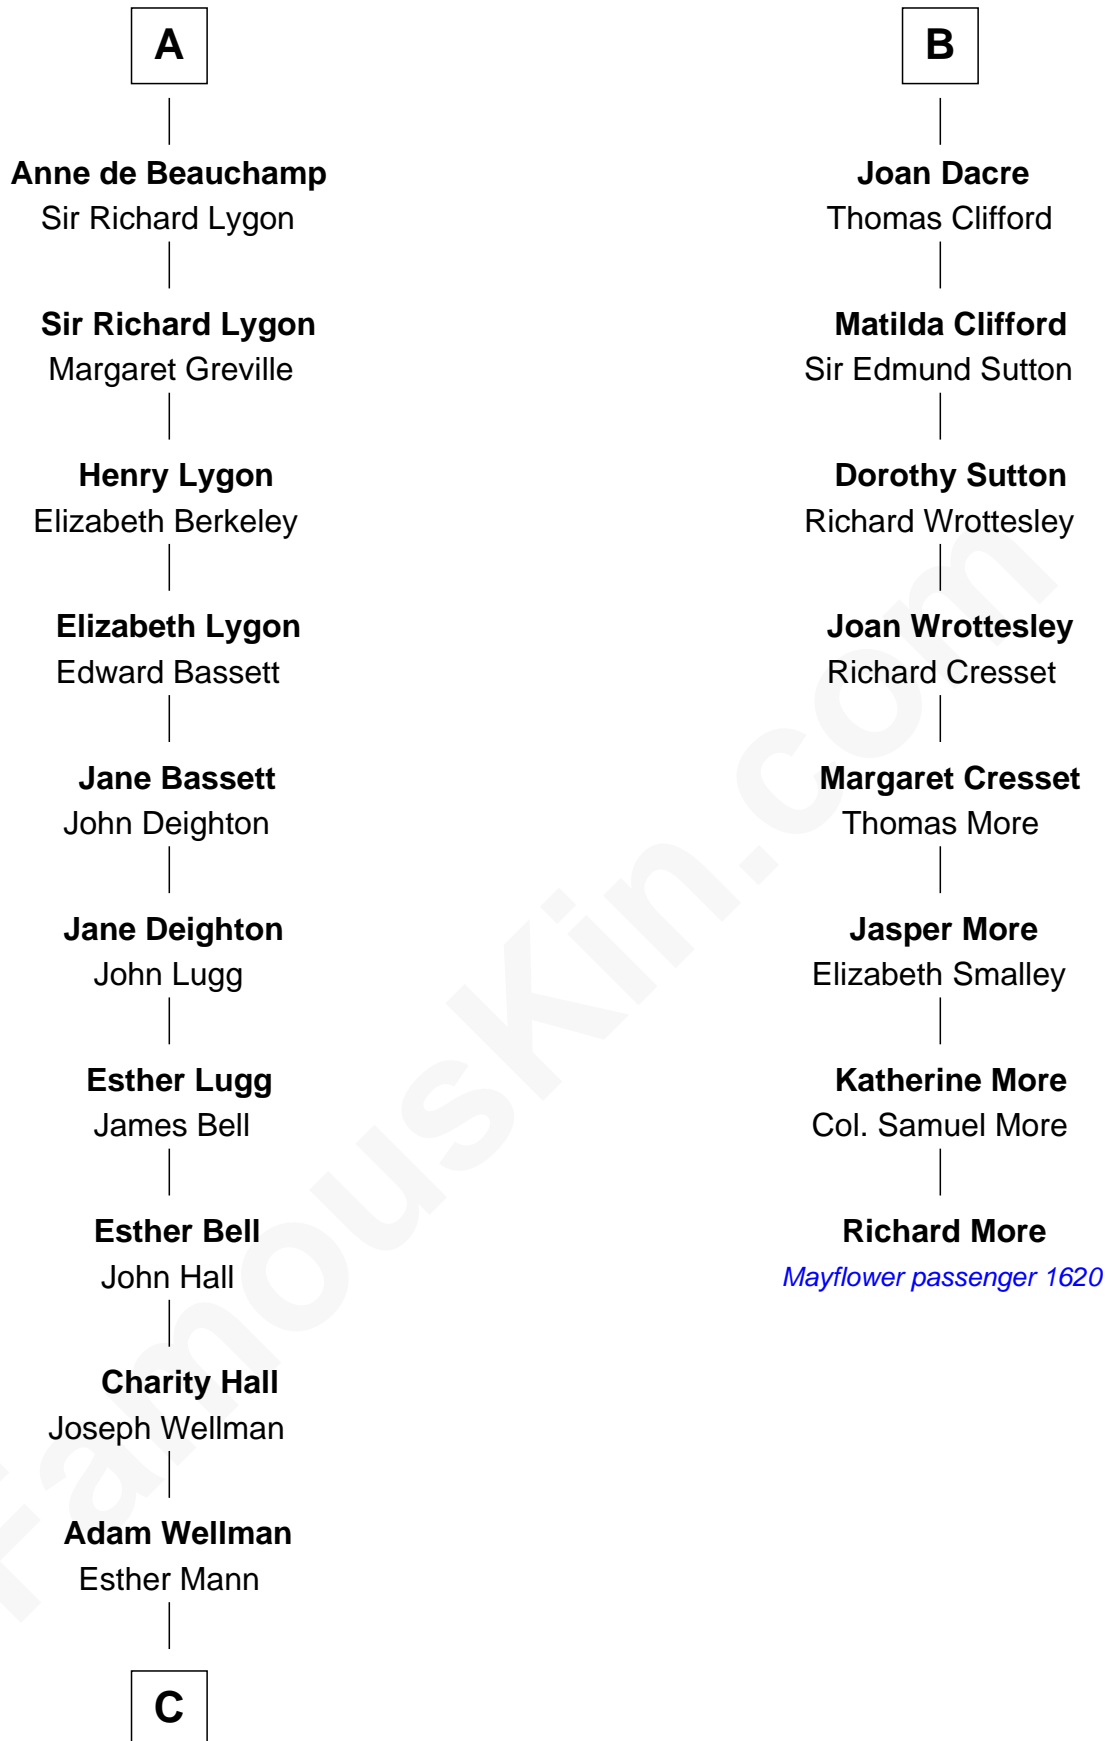 A
Anne de Beauchamp
Sir Richard Lygon
Sir Richard Lygon
Margaret Greville
Henry Lygon
Elizabeth Berkeley
Elizabeth Lygon
Edward Bassett
Jane Bassett
John Deighton
Jane Deighton
John Lugg
Esther Lugg
James Bell
Esther Bell
John Hall
Charity Hall
Joseph Wellman
Adam Wellman
Esther Mann
C
B
Joan Dacre
Thomas Clifford
Matilda Clifford
Sir Edmund Sutton
Dorothy Sutton
Richard Wrottesley
Joan Wrottesley
Richard Cresset
Margaret Cresset
Thomas More
Jasper More
Elizabeth Smalley
Katherine More
Col. Samuel More
Richard More
Mayflower passenger 1620
FamousKin.com